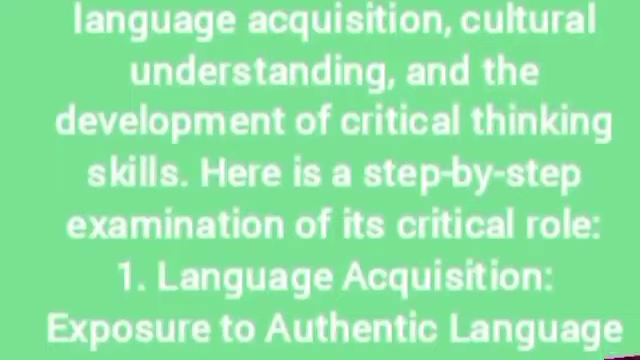 language acquisition, cultural
understanding, and the
development of critical thinking
skills. Here is a step-by-step
examination of its critical role:
1. Language Acquisition:
Exposure to Authentic Language